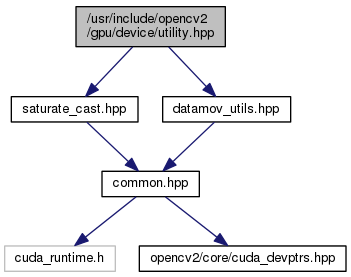 /usr/include/opencv2
/gpu/device/utility.hpp
saturate_cast.hpp
datamov_utils.hpp
common.hpp
cuda_runtime.h
opencv2/core/cuda_devptrs.hpp